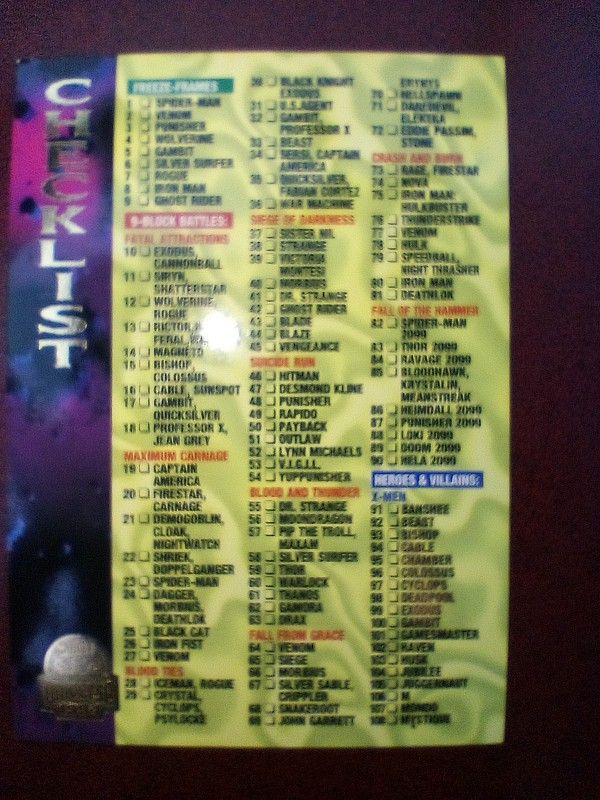 CHECKLIST
FREEZE-FRAMES
1 SPIDER-MAN
2 VENOM
3 PUNISHER
4 WOLVERINE
5 GAMBIT
6 SILVER SURFER
7 ROGUE
8 IRON MAN
9 GHOST RIDER
9-BLOCK BATTLES:
FATAL ATTRACTIONS
10 EXODUS,
CANNONBALL
11 SIRYN,
SHATTERSTAR
12 WOLVERINE,
ROGUE
13 RICTOR,
FERAL,
14 MAGNETO
15 BISHOP,
COLOSSUS
16 CABLE, SUNSPOT
17 GAMBIT,
QUICKSILVER
18 PROFESSOR X,
JEAN GREY
MAXIMUM CARNAGE
19 CAPTAIN
AMERICA
20 FIRESTAR,
CARNAGE
21 DEMOGOBLIN,
CLOAK,
NIGHTWATCH
22 SHRIEK,
DOPPELGANGER
23 SPIDER-MAN
24 DAGGER,
MORBIUS,
DEATHLOK
25 BLACK CAT
26 IRON FIST
27 VENOM
BLOOD TIES
28 ICEMAN, ROGUE
29 CRYSTAL,
CYCLOPS,
PSYLOCKE
30 BLACK KNIGHT
EXODUS
31 U.S.AGENT
32 GAMBIT,
PROFESSOR X
33 BEAST
34 SERSI, CAPTAIN
AMERICA
35 QUICKSILVER,
FABIAN CORTEZ
36 WAR MACHINE
SIEGE OF DARKNESS
37 SISTER NIL
38 STRANGE
39 VICTORIA
MONTESI
40 MORBIUS
41 DR. STRANGE
42 GHOST RIDER
43 BLADE
44 BLAZE
45 VENGEANCE
SUICIDE RUN
46 HITMAN
47 DESMOND KLINE
48 PUNISHER
49 RAPIDO
50 PAYBACK
51 OUTLAW
52 LYNN MICHAELS
53 V.I.G.I.L.
54 YUPPUNISHER
BLOOD AND THUNDER
55 DR. STRANGE
56 MOONDRAGON
57 PIP THE TROLL,
MAXAM
58 SILVER SURFER
59 THOR
60 WARLOCK
61 THANOS
62 GAMORA
63 DRAX
FALL FROM GRACE
64 VENOM
65 SIEGE
66 MORBIUS
67 SILVER SABLE,
CRIPPLER
68 SNAKEROOT
69 JOHN GARRETT
ERYNYS
70 HELLSPAWN
71 DAREDEVIL,
ELEKTRA
72 EDDIE PASSIM,
STONE
CRASH AND BURN
73 RAGE, FIRESTAR
74 NOVA
75 IRON MAN:
HULKBUSTER
76 THUNDERSTRIKE
77 VENOM
78 HULK
79 SPEEDBALL,
NIGHT THRASHER
80 IRON MAN
81 DEATHLOK
FALL OF THE HAMMER
82 SPIDER-MAN
2099
83 THOR 2099
84 RAVAGE 2099
85 BLOODHAWK,
KRYSTALIN,
MEANSTREAK
86 HEIMDALL 2099
87 PUNISHER 2099
88 LOKI 2099
89 DOOM 2099
90 HELA 2099
HEROES & VILLAINS:
X-MEN
91 BANSHEE
92 BEAST
93 BISHOP
94 CABLE
95 CHAMBER
96 COLOSSUS
97 CYCLOPS
98 DEADPOOL
99 EXODUS
100 GAMBIT
101 GAMESMASTER
102 HAVEN
103 HUSK
104 JUBILEE
105 JUGGERNAUT
106 M
107 MONDO
108 MYSTIQUE